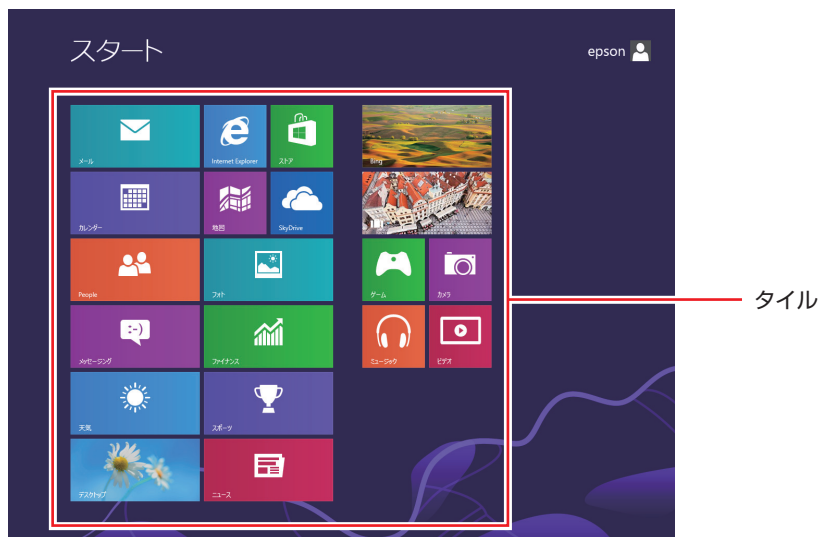 スタート
epson
メール
Internet Explorer
ストア
Bing
カレンダー
地図
SkyDrive
People
フォト
ゲーム
カメラ
タイル
メッセージング
ファイナンス
ミュージック
ビデオ
天気
スポーツ
デスクトップ
ニュース